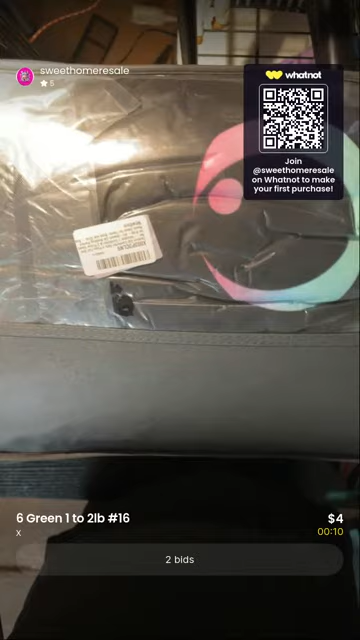 sweethomeresale
★ 5
whatnot
Join
@sweethomeresale
on Whatnot to make
your first purchase!
6 Green 1 to 2lb #16
$4
x
00:10
2 bids